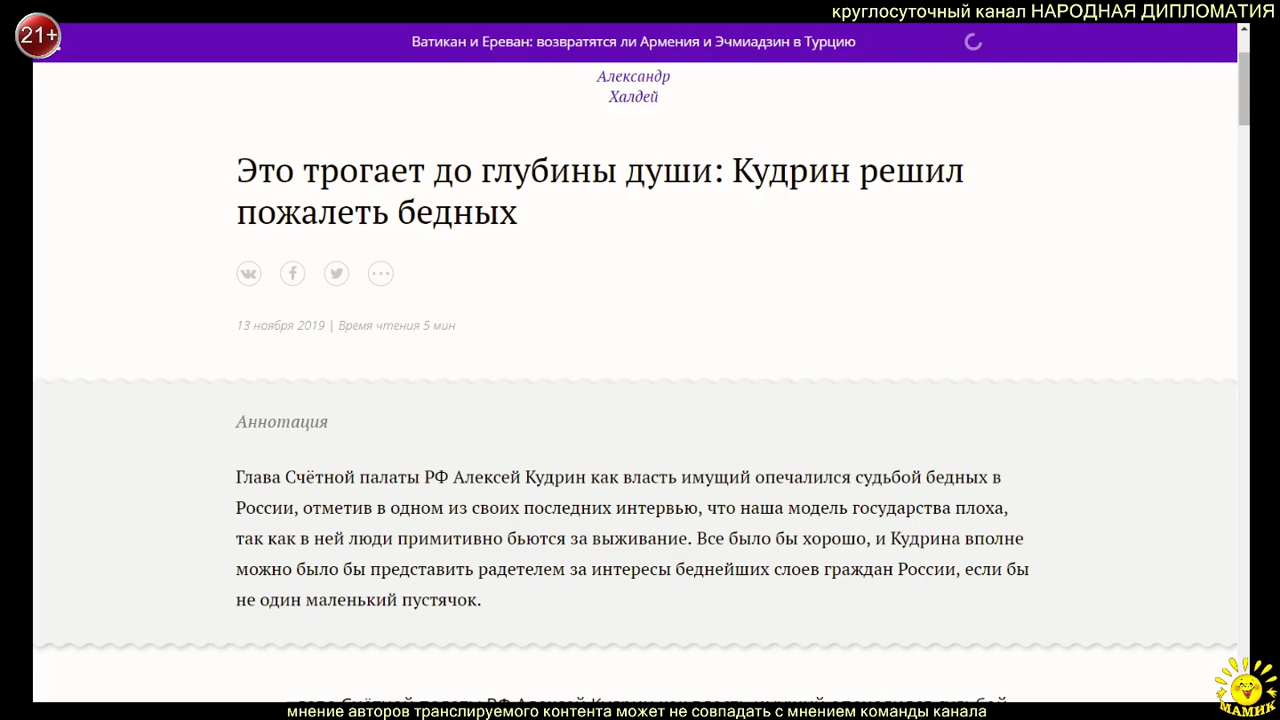 круглосуточный канал НАРОДНАЯ ДИПЛОМАТИЯ
21+
Ватикан и Ереван: возвратятся ли Армения и Эчмиадзин в Турцию
Александр
Халдей
Это трогает до глубины души: Кудрин решил
пожалеть бедных
13 ноября 2019 | Время чтения 5 мин
Аннотация
Глава Счётной палаты РФ Алексей Кудрин как власть имущий опечалился судьбой бедных в
России, отметив в одном из своих последних интервью, что наша модель государства плоха,
так как в ней люди примитивно бьются за выживание. Все было бы хорошо, и Кудрина вполне
можно было бы представить радетелем за интересы беднейших слоев граждан России, если бы
не один маленький пустячок.
МАМИК
мнение авторов транслируемого контента может не совпадать с мнением команды канала